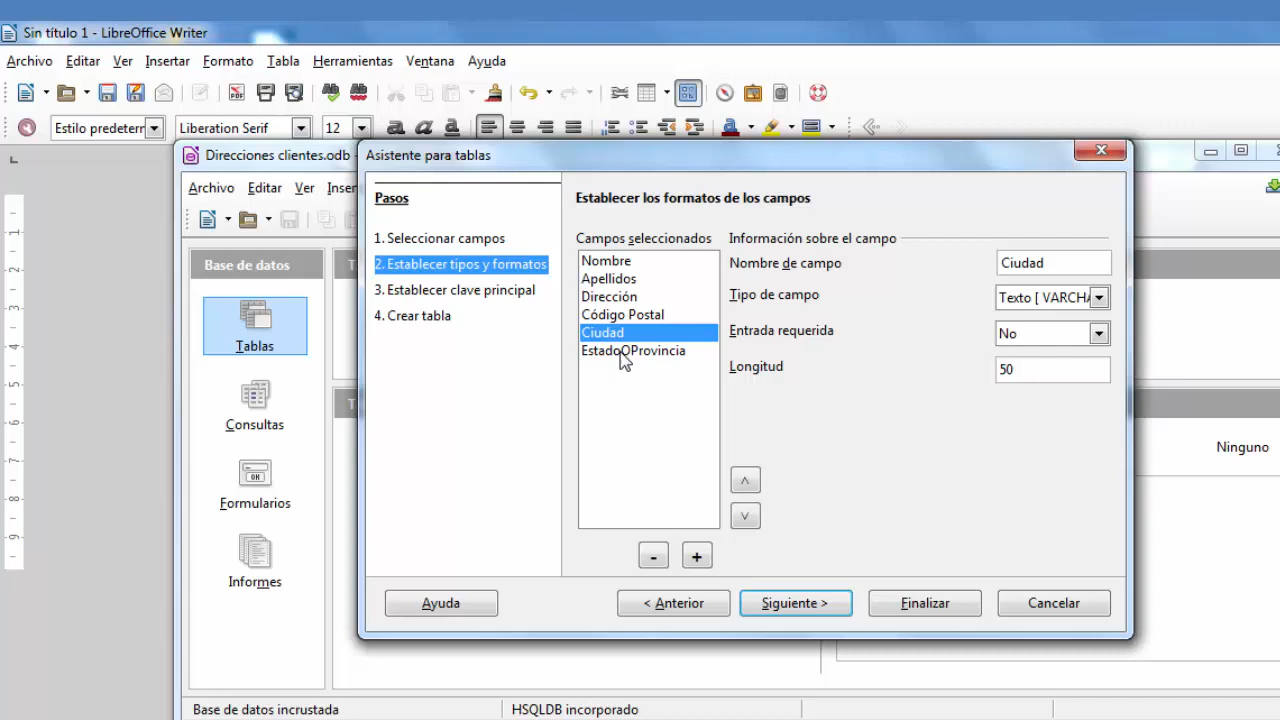 Sin título 1 - LibreOffice Writer
Archivo Editar Ver Insertar Formato Tabla Herramientas Ventana Ayuda
Estilo predeterr Liberation Serif 12
Direcciones clientes.odb -
Archivo Editar Ver Inser
Base de datos
Tablas
Consultas
Formularios
Informes
Ninguno
Base de datos incrustada HSQLDB incorporado
Asistente para tablas
Pasos
1. Seleccionar campos
2. Establecer tipos y formatos
3. Establecer clave principal
4. Crear tabla
Establecer los formatos de los campos
Campos seleccionados
Nombre
Apellidos
Dirección
Código Postal
Ciudad
EstadoOProvincia
Información sobre el campo
Nombre de campo Ciudad
Tipo de campo Texto [ VARCHA
Entrada requerida No
Longitud 50
- +
Ayuda < Anterior Siguiente > Finalizar Cancelar